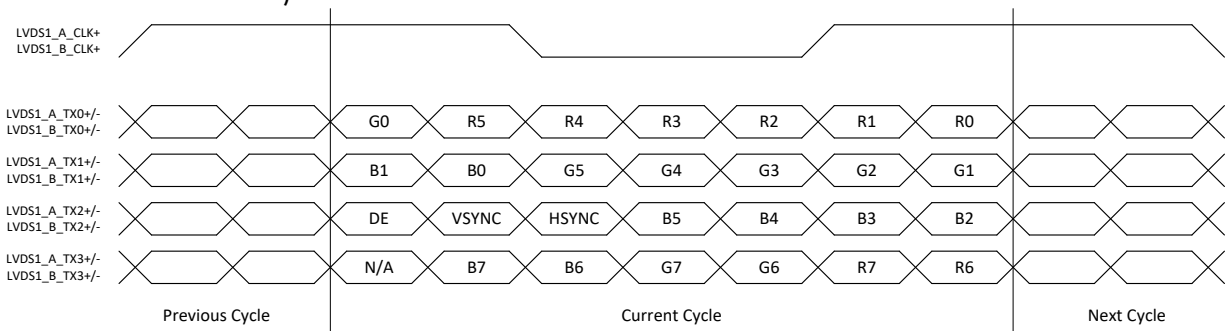 LVDS1_A_CLK+
LVDS1_B_CLK+
LVDS1_A_TX0+/-
LVDS1_B_TX0+/-
G0 R5 R4 R3 R2 R1 R0
LVDS1_A_TX1+/-
LVDS1_B_TX1+/-
B1 B0 G5 G4 G3 G2 G1
LVDS1_A_TX2+/-
LVDS1_B_TX2+/-
DE VSYNC HSYNC B5 B4 B3 B2
LVDS1_A_TX3+/-
LVDS1_B_TX3+/-
N/A B7 B6 G7 G6 R7 R6
Previous Cycle Current Cycle Next Cycle